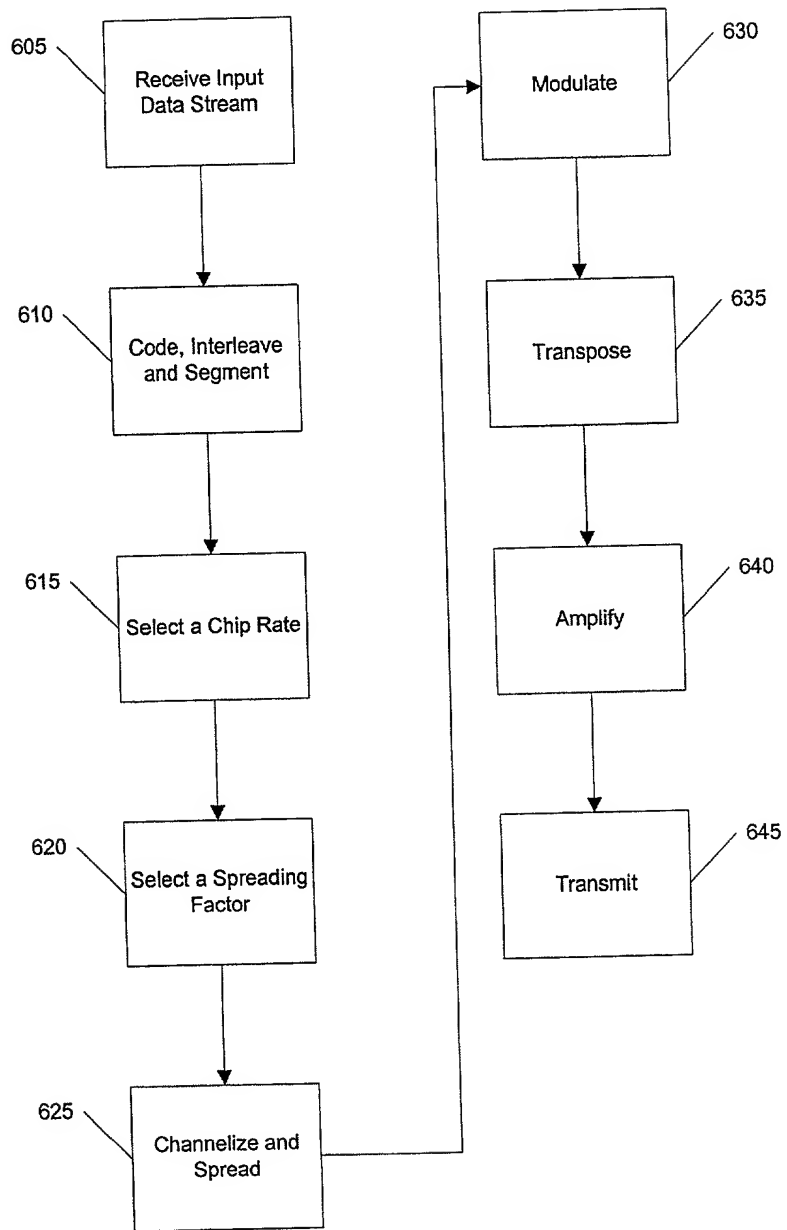 605
Receive Input
Data Stream
610
Code, Interleave
and Segment
615
Select a Chip Rate
620
Select a Spreading
Factor
625
Channelize and
Spread
630
Modulate
635
Transpose
640
Amplify
645
Transmit